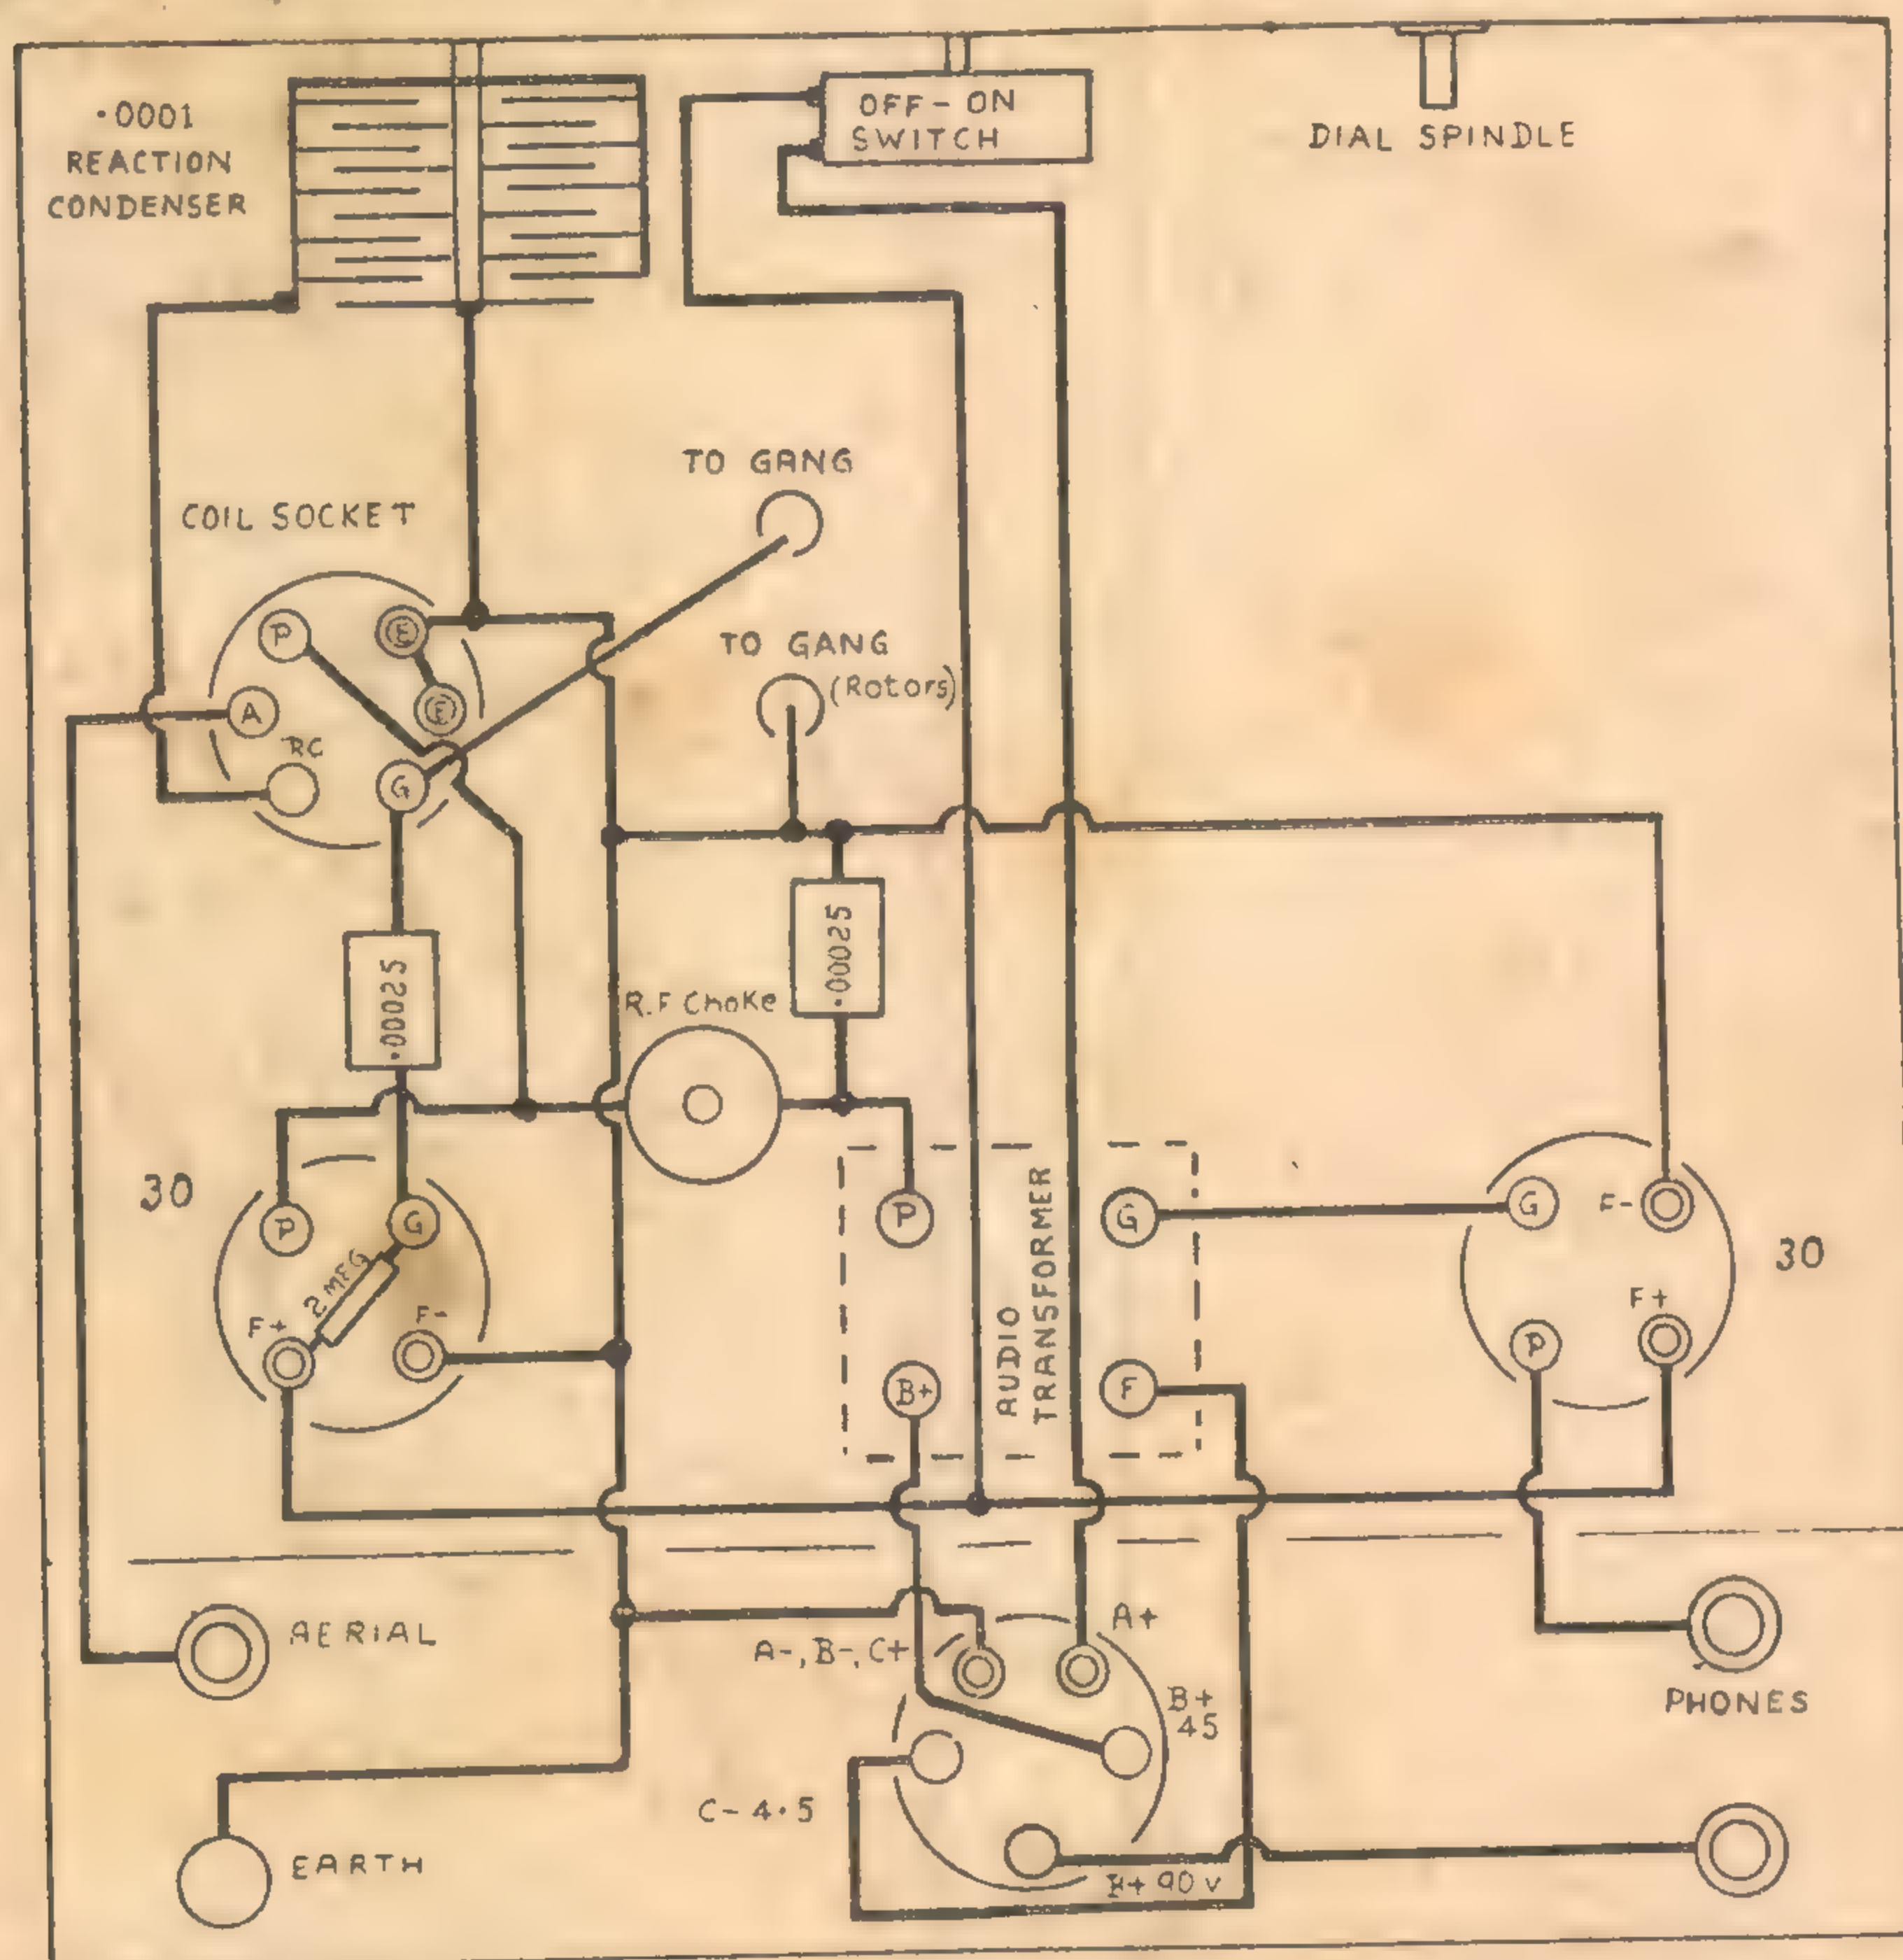 ·0001
REACTION
CONDENSER
OFF - ON
SWITCH
DIAL SPINDLE
TO GANG
COIL SOCKET
P
E
TO GANG
(Rotors)
A
E
RC
G
·00025
·00025
R.F Choke
30
P
G
2 MEG
F+
F-
P
G
AUDIO
TRANSFORMER
B+
F
G
F-
30
F+
P
AERIAL
A-, B-, C+
A+
B+
45
PHONES
C- 4·5
EARTH
B+ 90 V